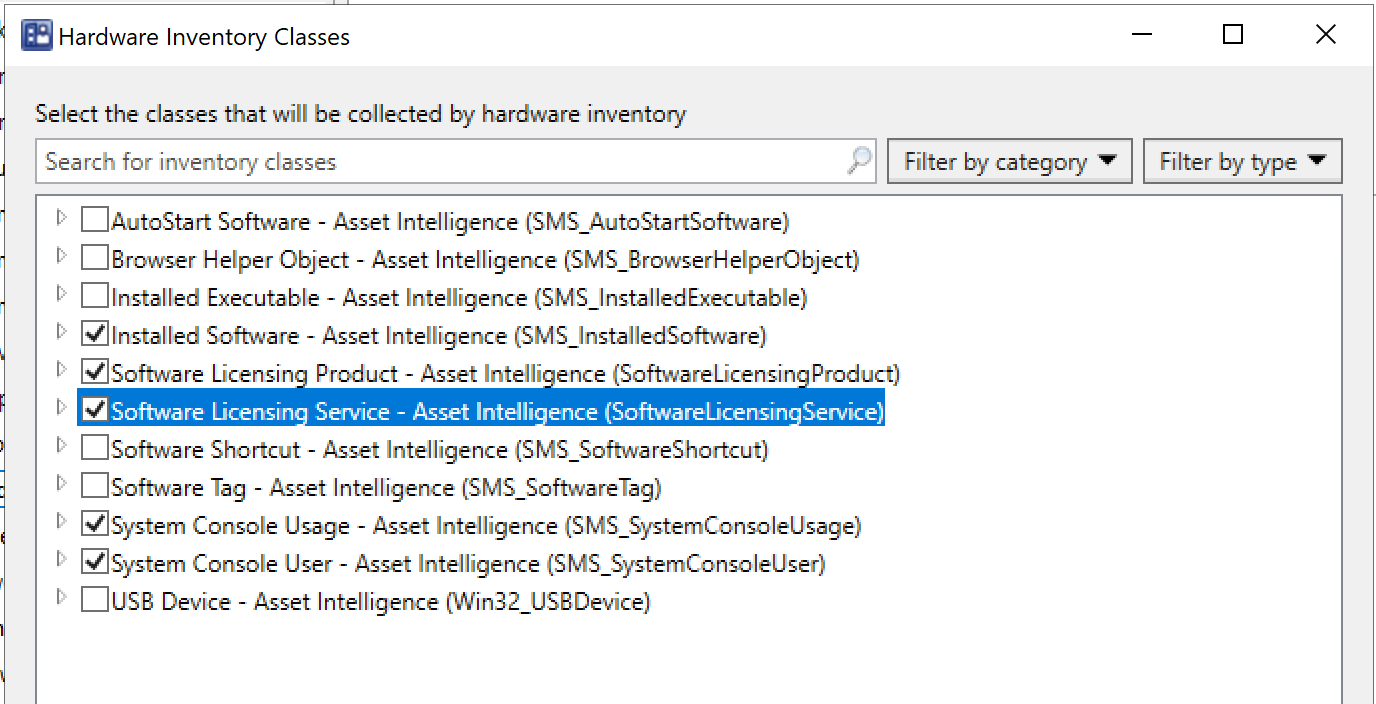 Hardware Inventory Classes
Select the classes that will be collected by hardware inventory
Search for inventory classes
Filter by category
Filter by type
AutoStart Software - Asset Intelligence (SMS_AutoStartSoftware)
Browser Helper Object - Asset Intelligence (SMS_BrowserHelperObject)
Installed Executable - Asset Intelligence (SMS_InstalledExecutable)
Installed Software - Asset Intelligence (SMS_InstalledSoftware)
Software Licensing Product - Asset Intelligence (SoftwareLicensingProduct)
Software Licensing Service - Asset Intelligence (SoftwareLicensingService)
Software Shortcut - Asset Intelligence (SMS_SoftwareShortcut)
Software Tag - Asset Intelligence (SMS_SoftwareTag)
System Console Usage - Asset Intelligence (SMS_SystemConsoleUsage)
System Console User - Asset Intelligence (SMS_SystemConsoleUser)
USB Device - Asset Intelligence (Win32_USBDevice)